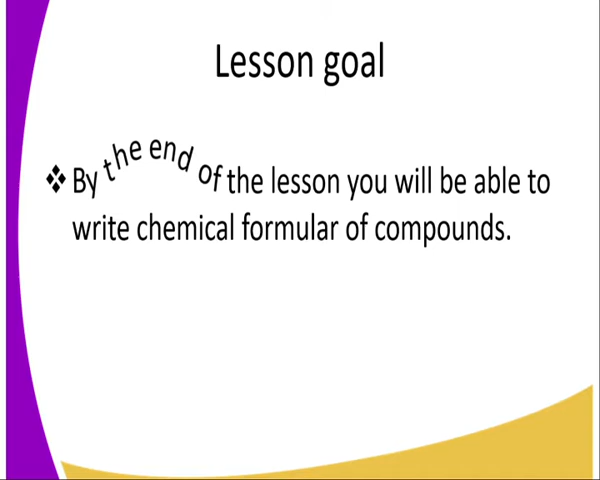 Lesson goal
❖ By the end of the lesson you will be able to
write chemical formular of compounds.